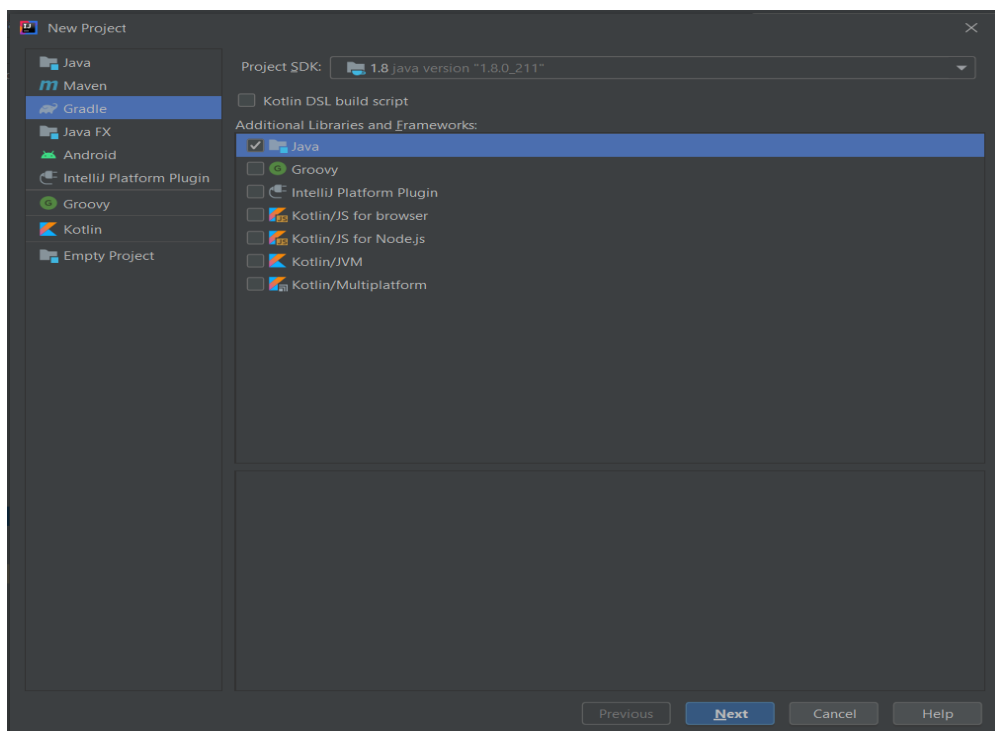 New Project
Java
Maven
Gradle
Java FX
Android
IntelliJ Platform Plugin
Groovy
Kotlin
Empty Project
Project SDK: 1.8 java version "1.8.0_211"
Kotlin DSL build script
Additional Libraries and Frameworks:
Java
Groovy
IntelliJ Platform Plugin
Kotlin/JS for browser
Kotlin/JS for Node.js
Kotlin/JVM
Kotlin/Multiplatform
Previous Next Cancel Help